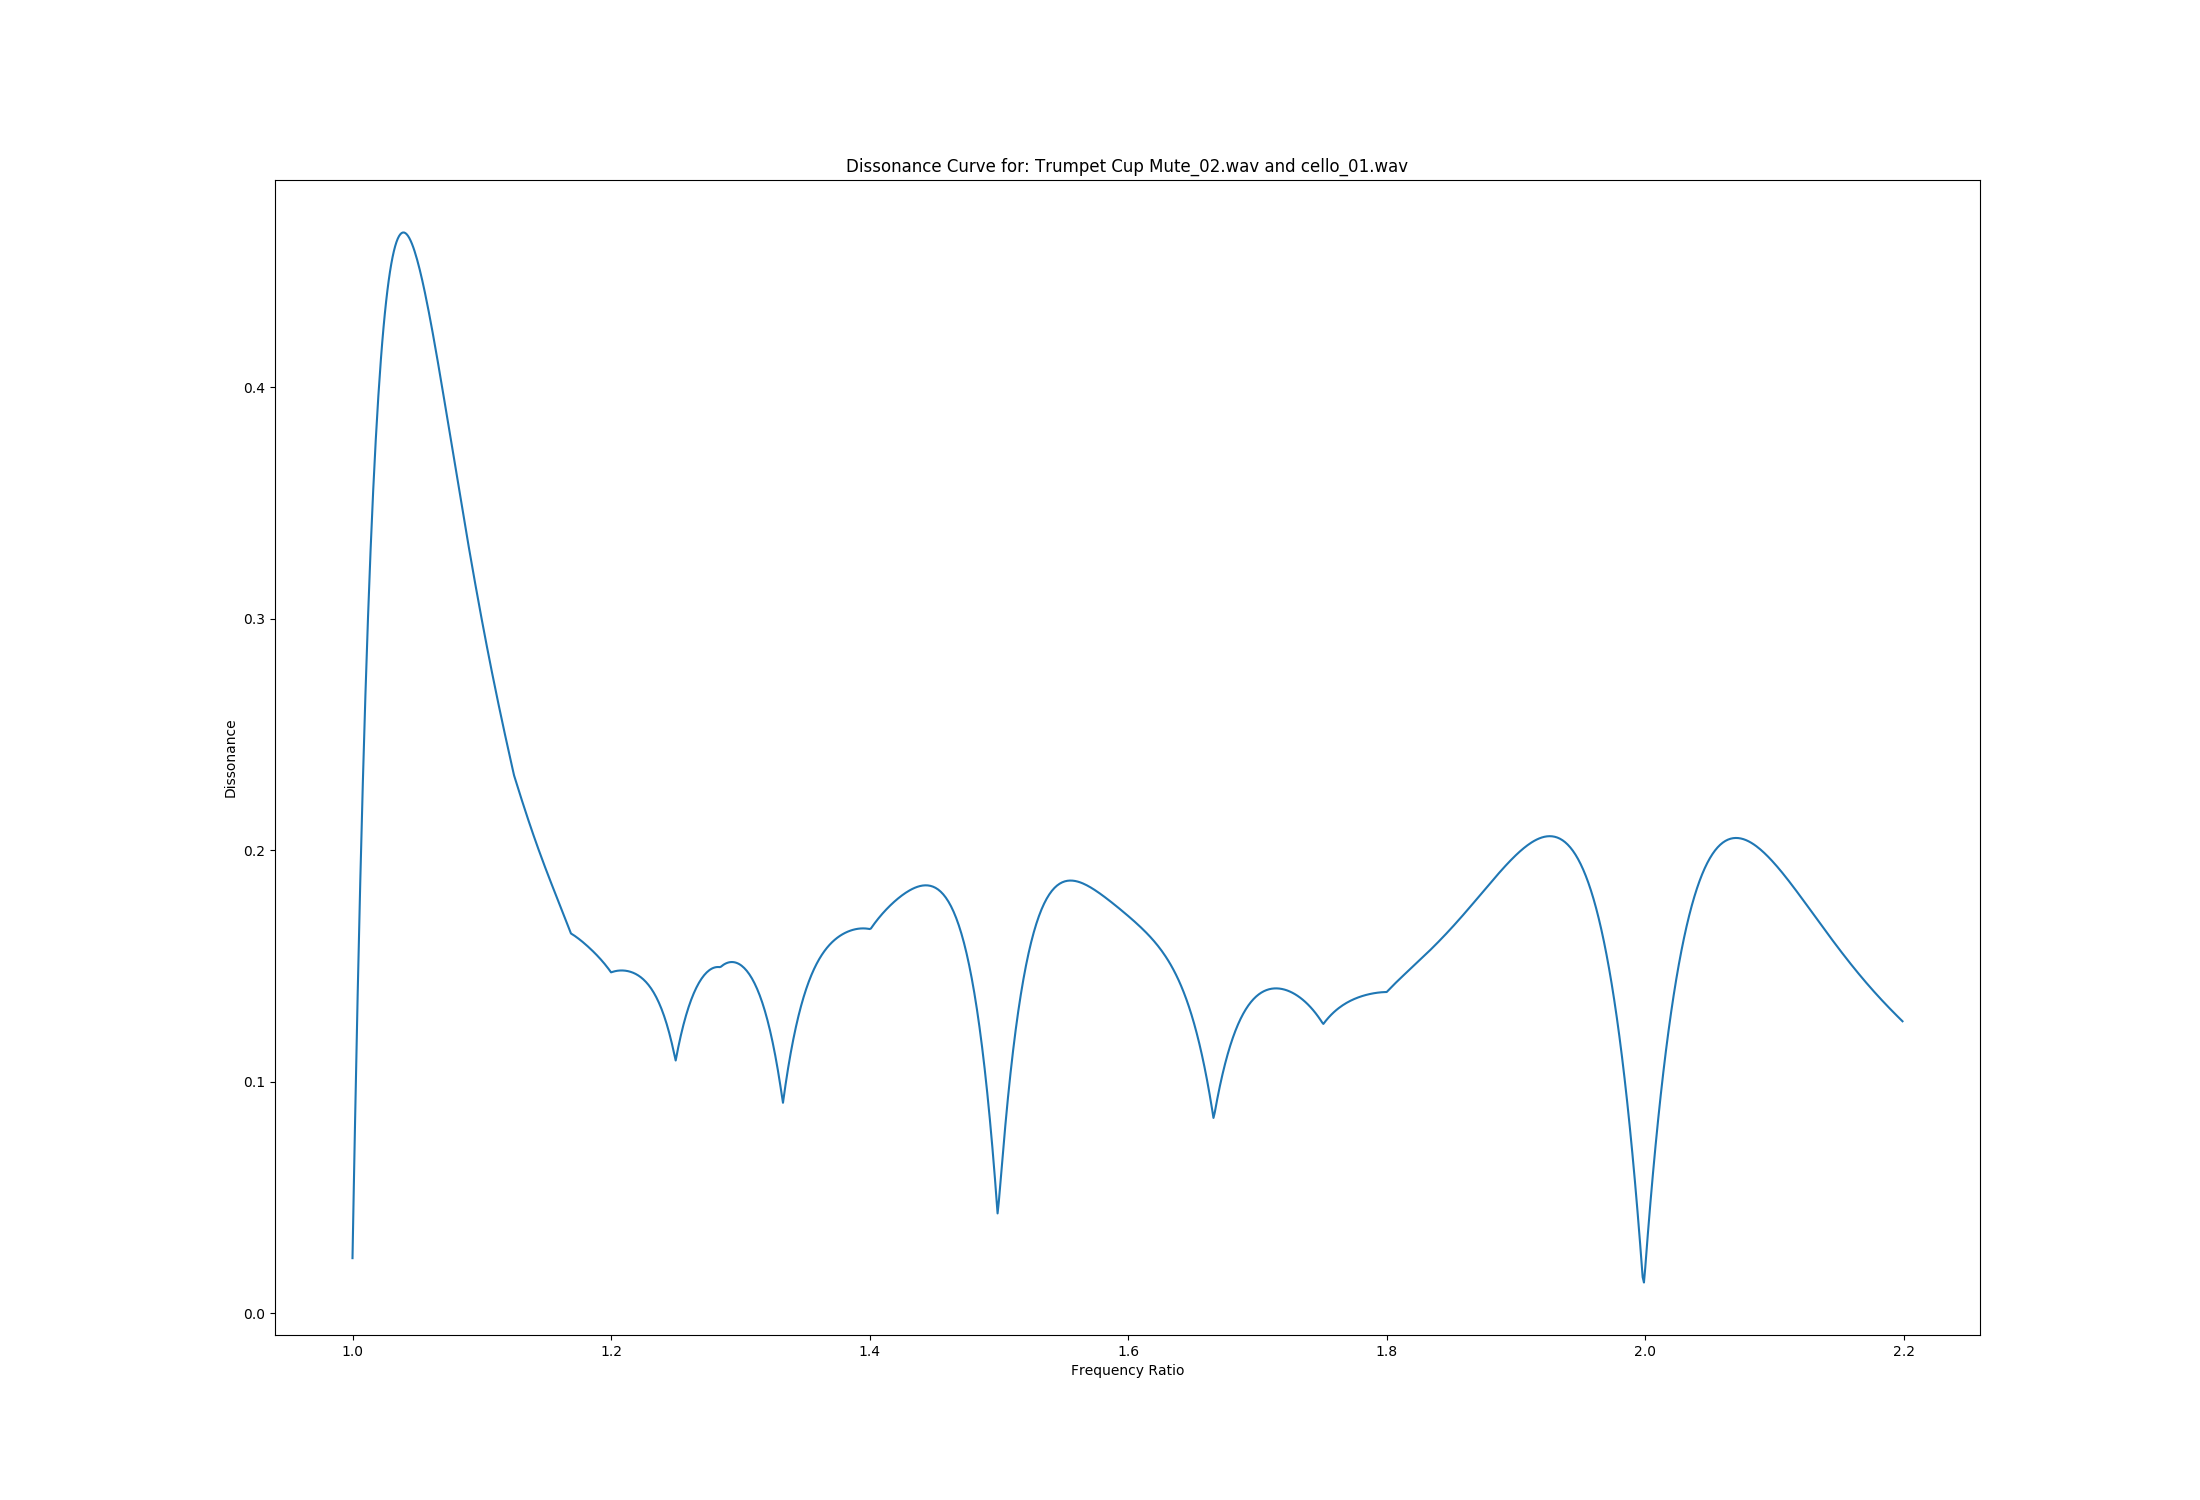 Dissonance Curve for: Trumpet Cup Mute_02.wav and cello_01.wav
Dissonance
0.4
0.3
0.2
0.1
0.0
1.0 1.2 1.4 1.6 1.8 2.0 2.2
Frequency Ratio